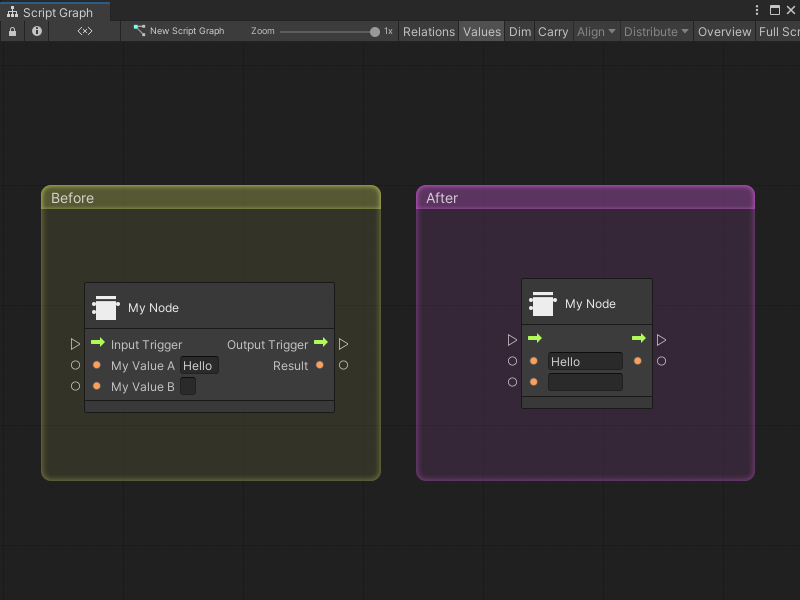 Script Graph
New Script Graph Zoom 1x Relations Values Dim Carry Align Distribute Overview Full Scr
Before
My Node
Input Trigger Output Trigger
My Value A Hello Result
My Value B
After
My Node
Hello